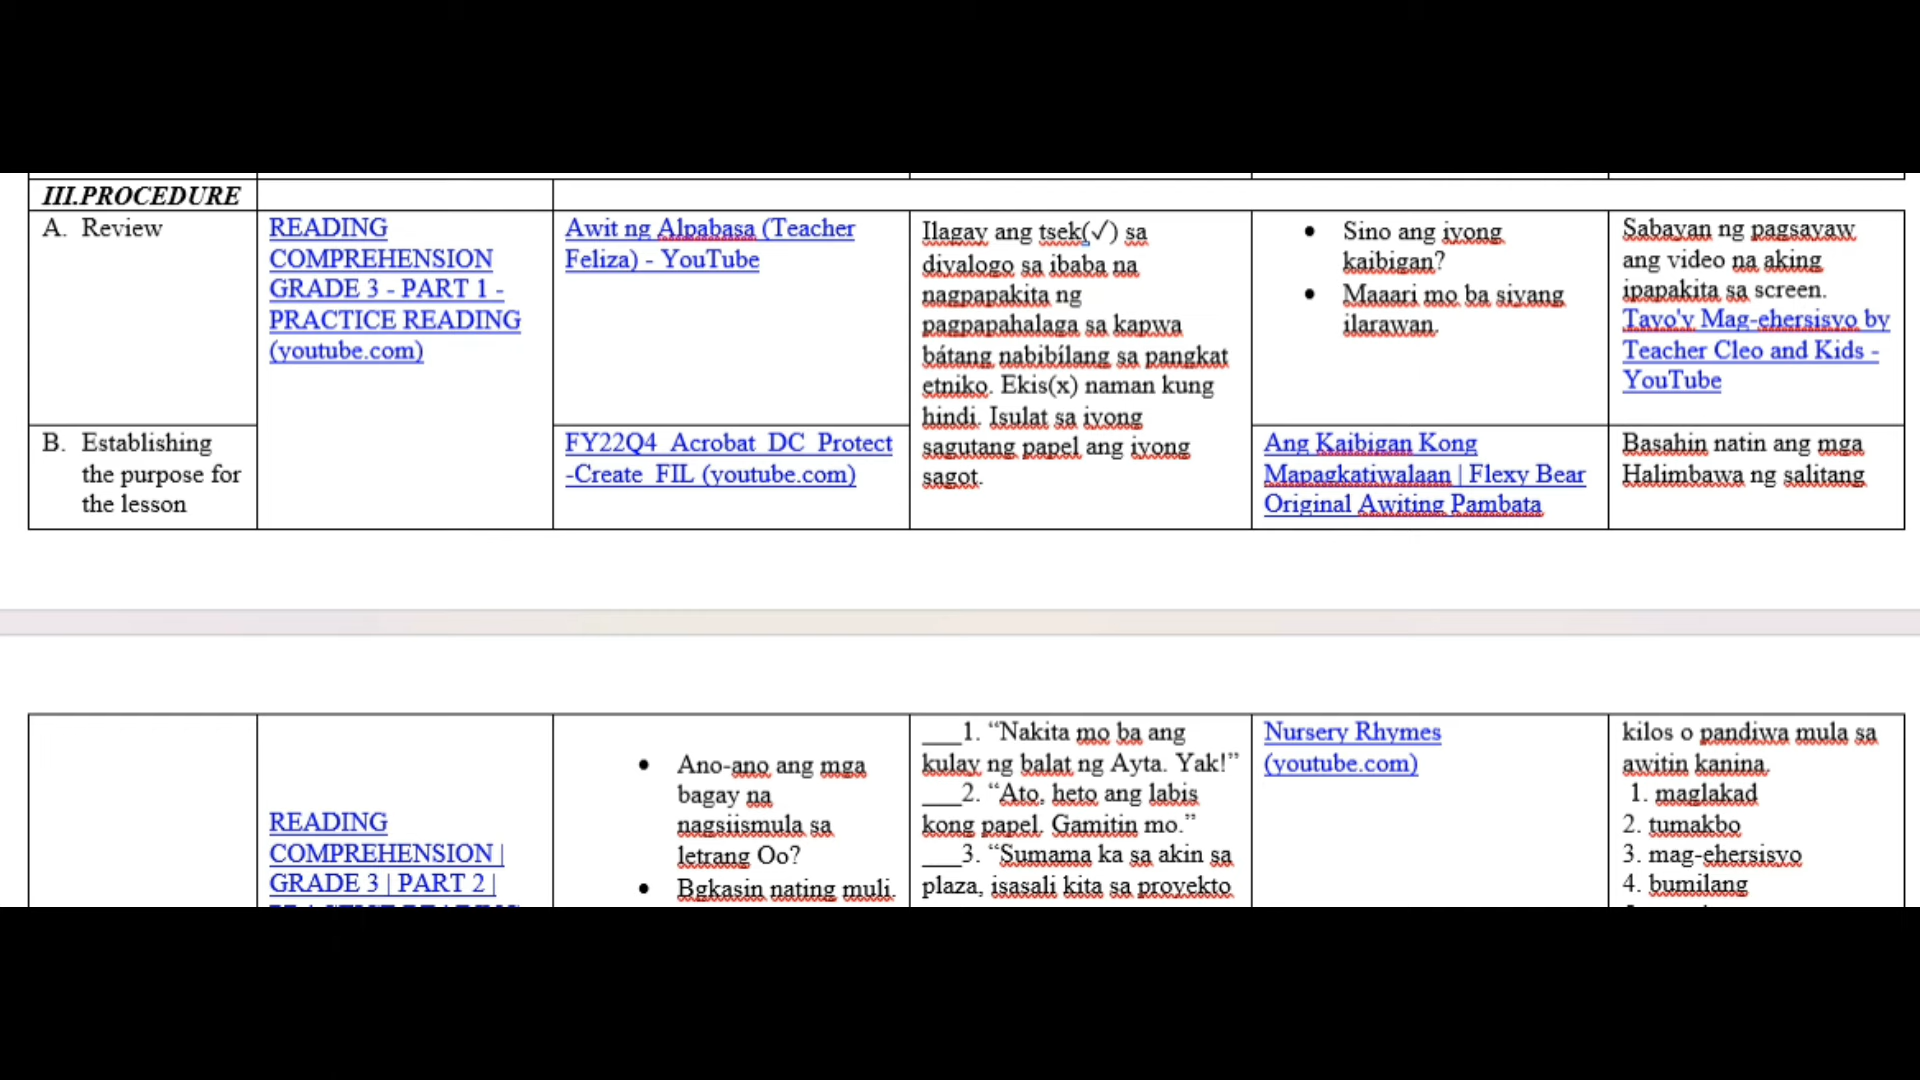 III.PROCEDURE
A. Review
READING
COMPREHENSION
GRADE 3 - PART 1 -
PRACTICE READING
(youtube.com)
Awit ng Alpabasa (Teacher
Feliza) - YouTube
Ilagay ang tsek(✓) sa
diyalogo sa ibaba na
nagpapakita ng
pagpapahalaga sa kapwa
bátang nabibílang sa pangkat
etniko. Ekis(x) naman kung
hindi. Isulat sa iyong
sagutang papel ang iyong
sagot.
• Sino ang iyong
kaibigan?
• Maaari mo ba siyang
ilarawan.
Sabayan ng pagsayaw
ang video na aking
ipapakita sa screen.
Tayo'y Mag-ehersisyo by
Teacher Cleo and Kids -
YouTube
B. Establishing
the purpose for
the lesson
FY22Q4 Acrobat DC Protect
-Create FIL (youtube.com)
Ang Kaibigan Kong
Mapagkatiwalaan | Flexy Bear
Original Awiting Pambata
Basahin natin ang mga
Halimbawa ng salitang
READING
COMPREHENSION |
GRADE 3 | PART 2 |
• Ano-ano ang mga
bagay na
nagsiismula sa
letrang Oo?
• Bgkasin nating muli.
___1. “Nakita mo ba ang
kulay ng balat ng Ayta. Yak!”
___2. “Ato, heto ang labis
kong papel. Gamitin mo.”
___3. “Sumama ka sa akin sa
plaza, isasali kita sa proyekto
Nursery Rhymes
(youtube.com)
kilos o pandiwa mula sa
awitin kanina.
1. maglakad
2. tumakbo
3. mag-ehersisyo
4. bumilang